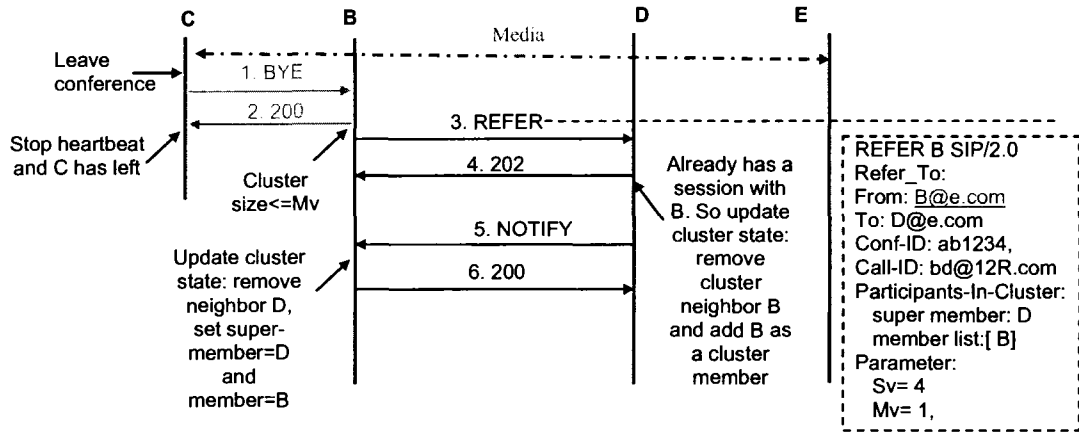 C B D E
Media
Leave
conference
1. BYE
2. 200
3. REFER
Stop heartbeat
and C has left
Cluster
size<=Mv
4. 202
5. NOTIFY
6. 200
Already has a
session with
B. So update
cluster state:
remove
cluster
neighbor B
and add B as
a cluster
member
Update cluster
state: remove
neighbor D,
set super-
member=D
and
member=B
REFER B SIP/2.0
Refer_To:
From: B@e.com
To: D@e.com
Conf-ID: ab1234,
Call-ID: bd@12R.com
Participants-In-Cluster:
super member: D
member list:[ B]
Parameter:
Sv= 4
Mv= 1,